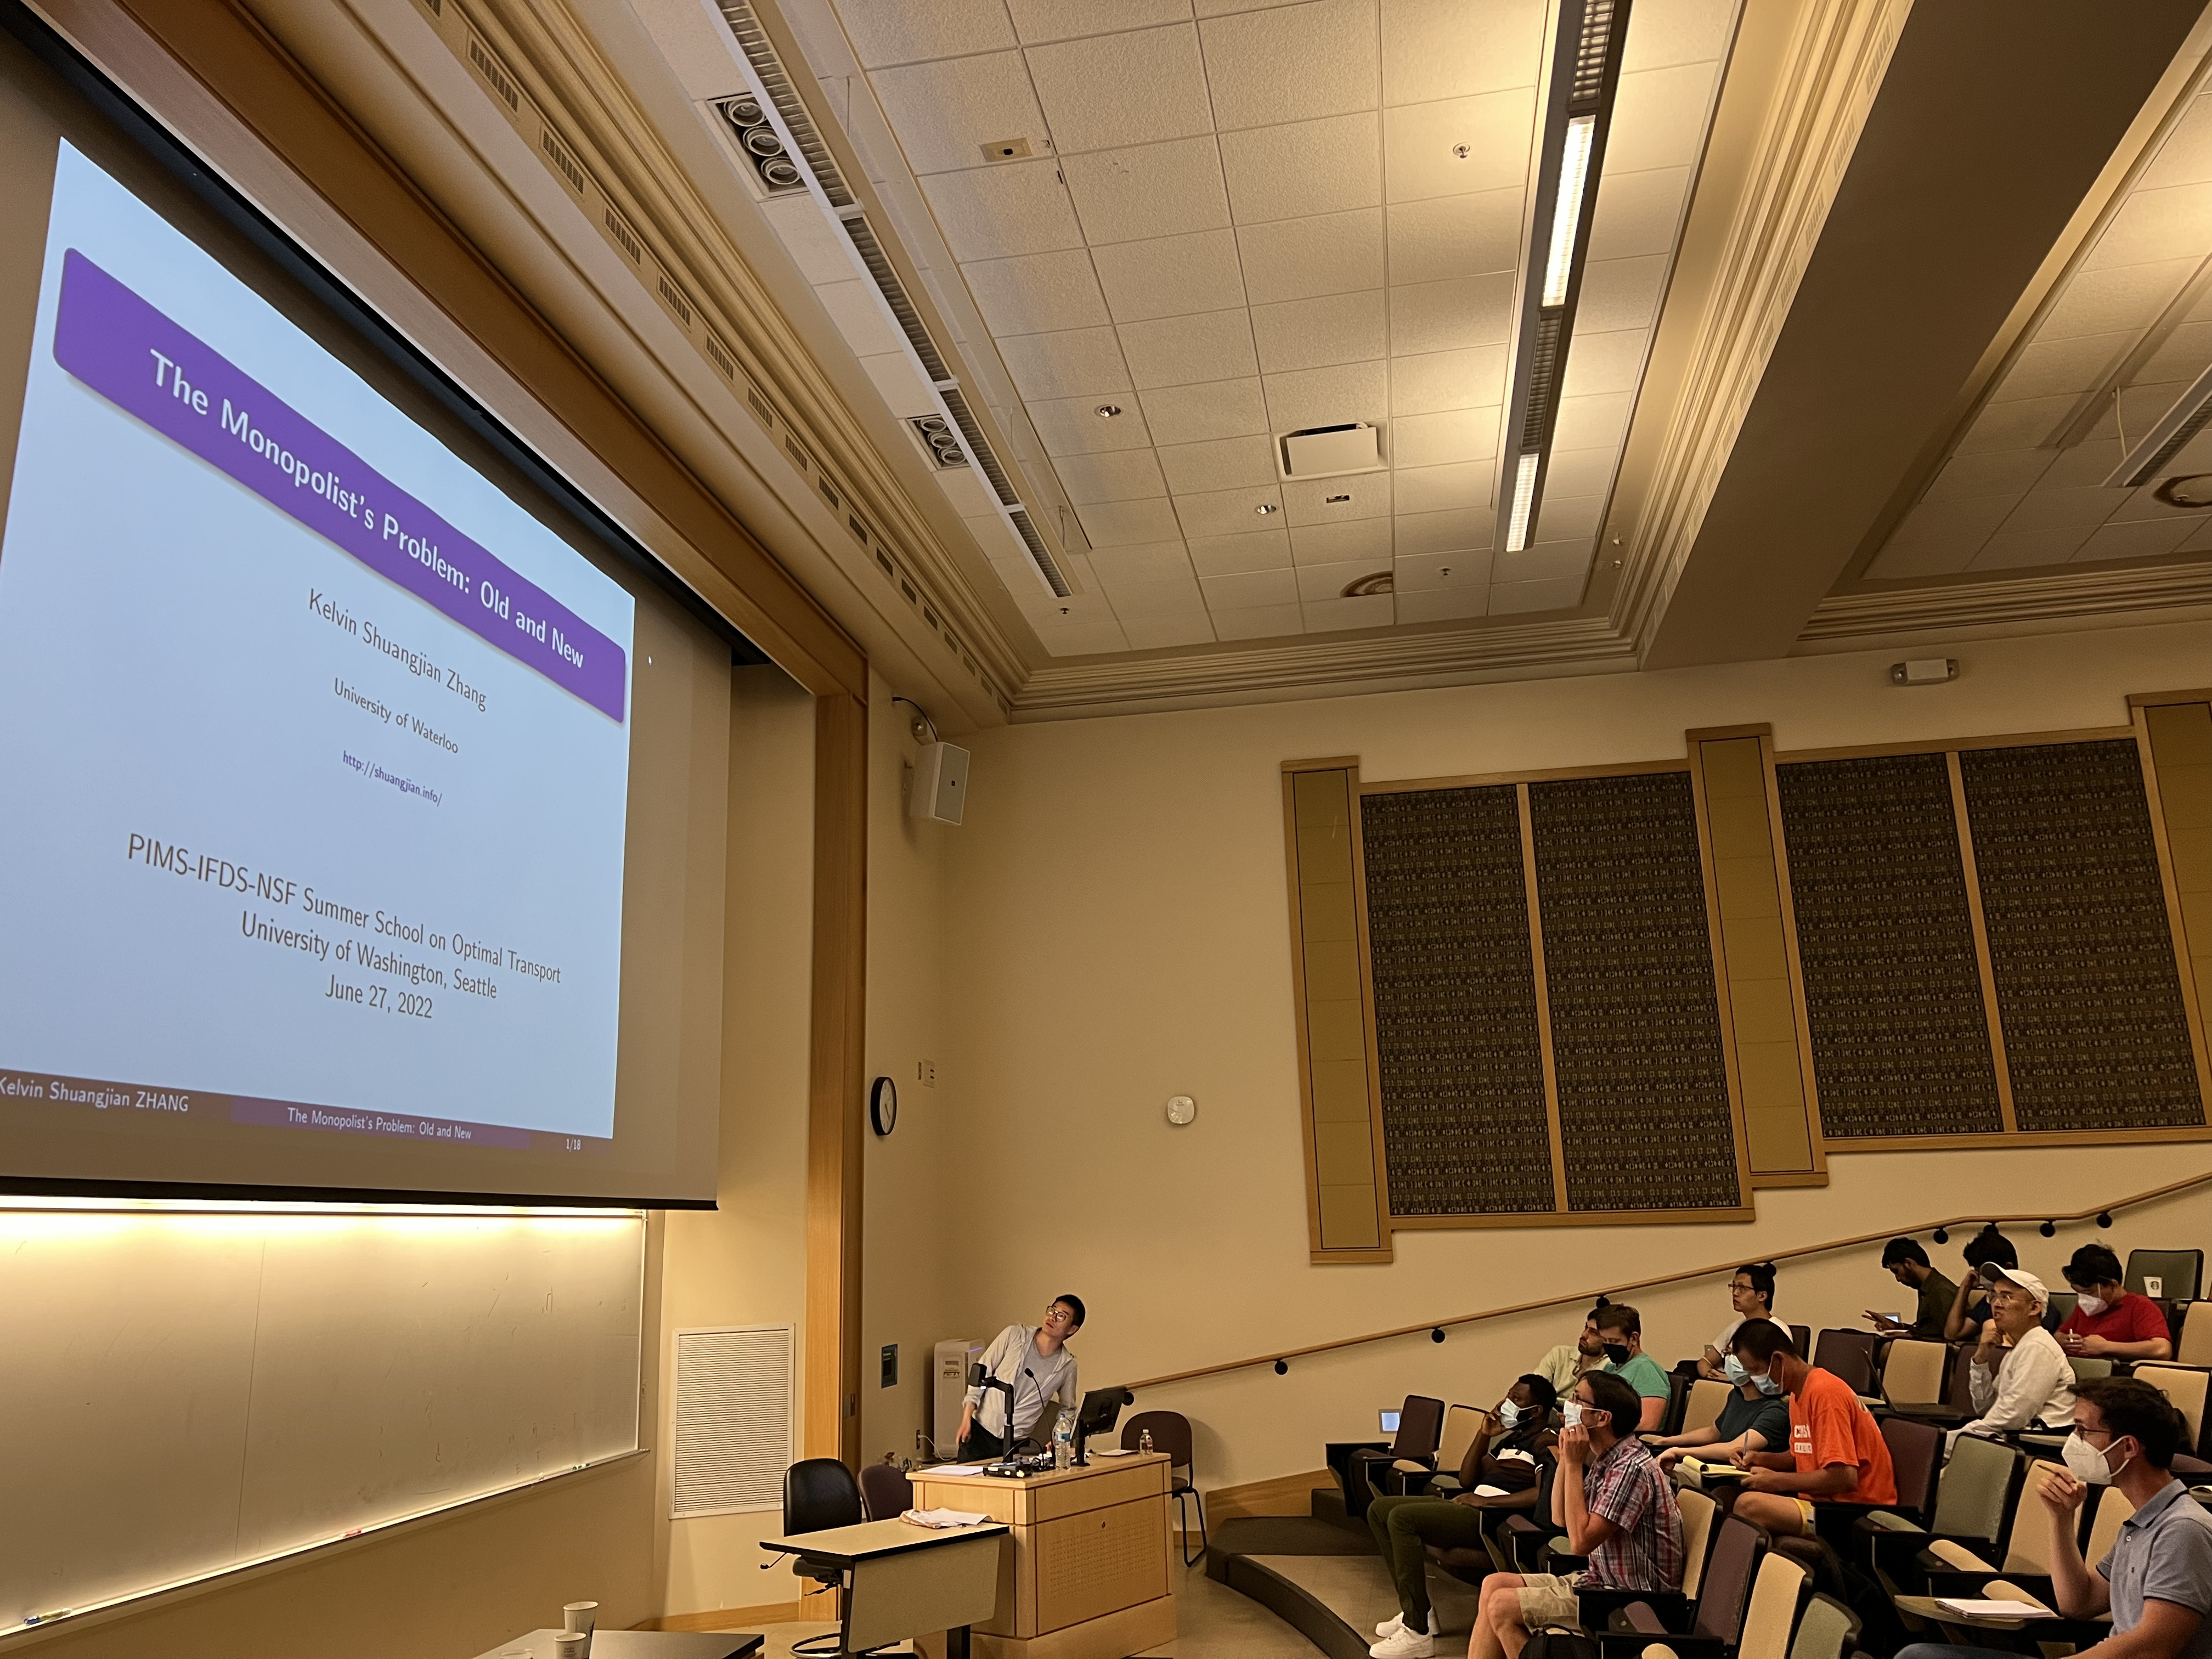 The Monopolist's Problem: Old and New
Kelvin Shuangjian Zhang
University of Waterloo
http://shuangjian.info/
PIMS-IFDS-NSF Summer School on Optimal Transport
University of Washington, Seattle
June 27, 2022
Kelvin Shuangjian ZHANG
The Monopolist's Problem: Old and New
1/18